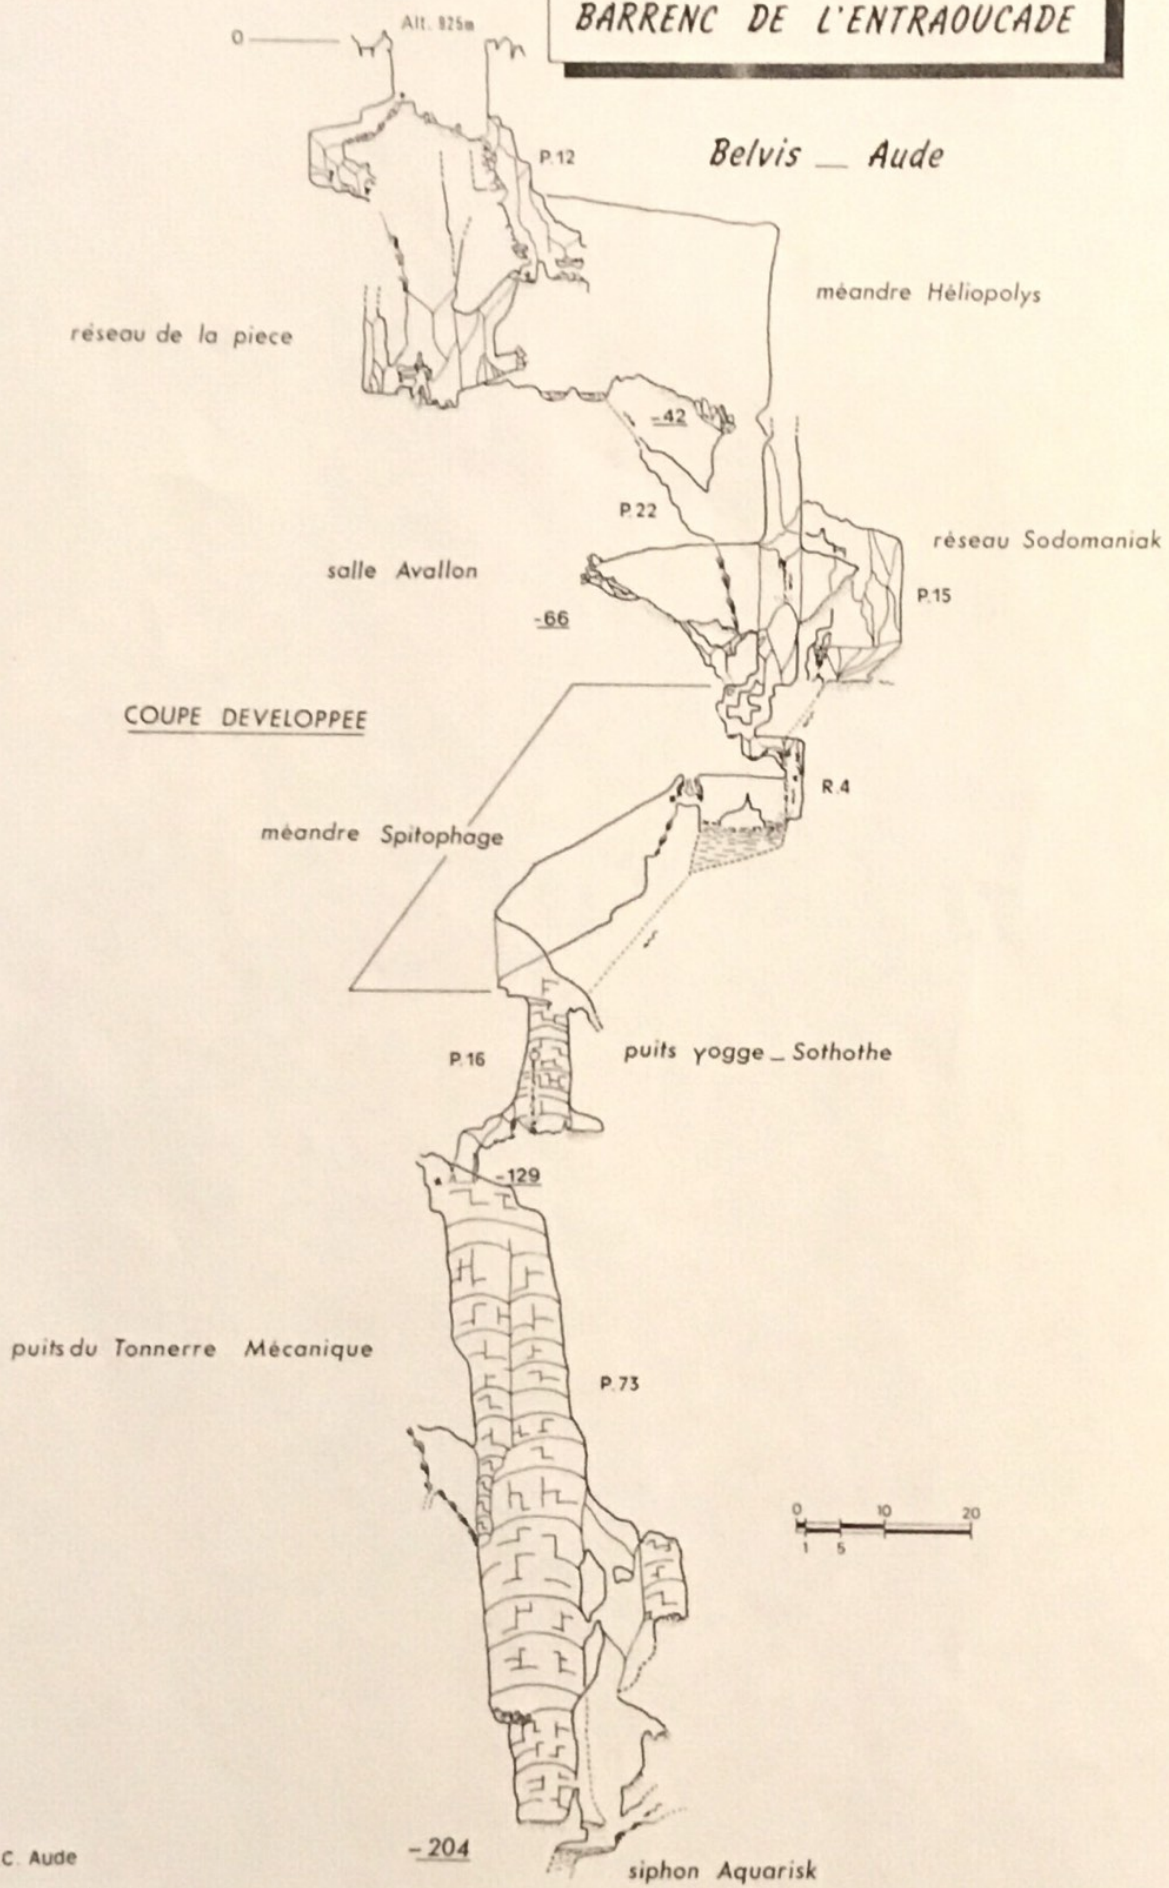 BARRENC DE L'ENTRAOUCADE
Alt. 925m
0
P.12
Belvis _ Aude
méandre Héliopolys
réseau de la piece
-42
P.22
réseau Sodomaniak
salle Avallon
P.15
-66
COUPE DEVELOPPEE
R.4
méandre Spitophage
P.16
puits yogge_Sothothe
-129
puits du Tonnerre Mécanique
P.73
0 10 20
1 5
-204
C. Aude
siphon Aquarisk